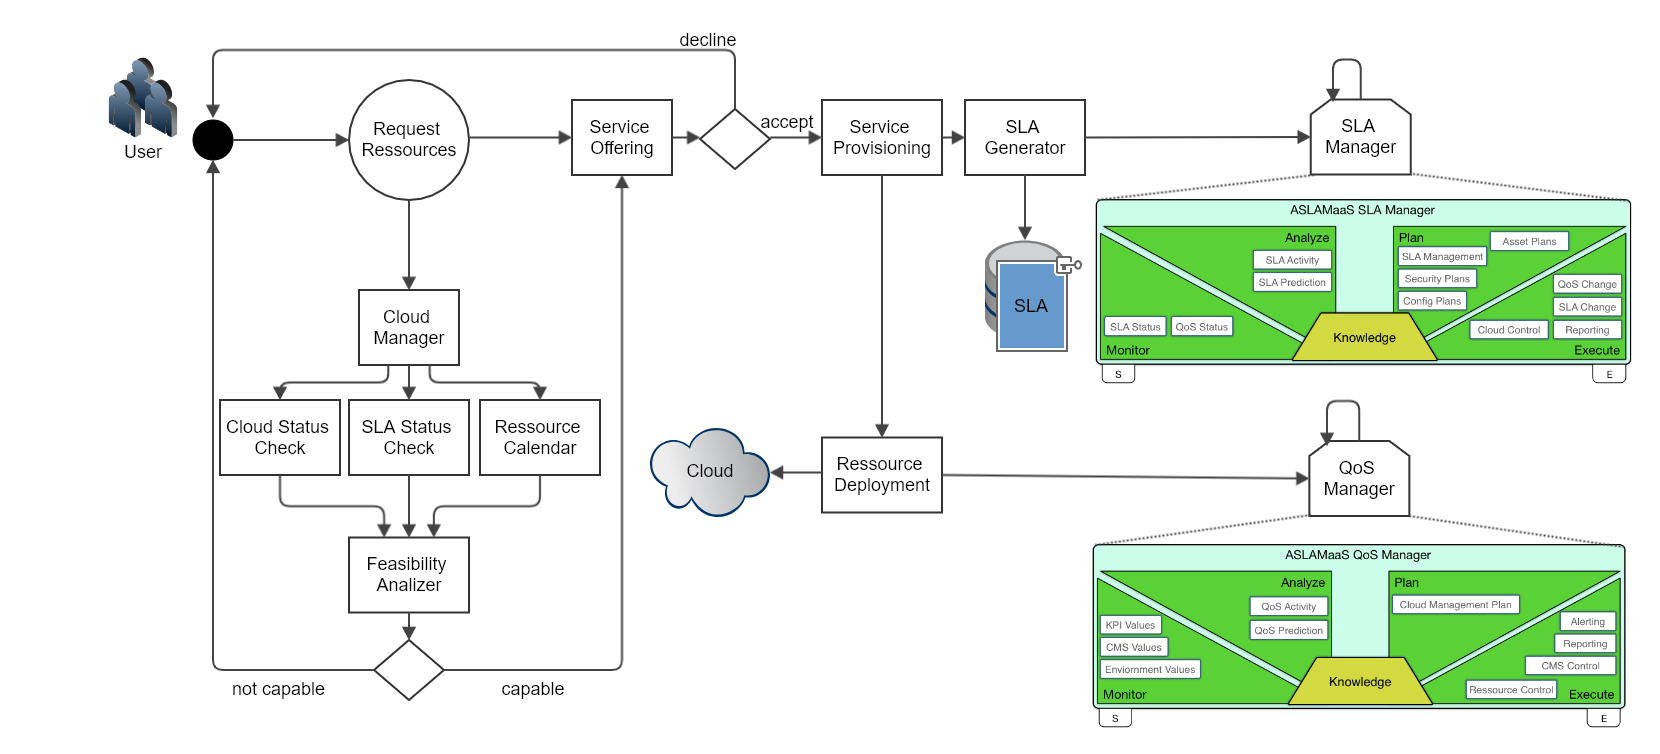 decline
User
Request
Ressources
Service
Offering
accept
Service
Provisioning
SLA
Generator
SLA
Manager
Cloud
Manager
Cloud Status
Check
SLA Status
Check
Ressource
Calendar
Feasibility
Analizer
not capable
capable
SLA
Cloud
Ressource
Deployment
ASLAMaaS SLA Manager
Analyze
SLA Activity
SLA Prediction
Plan
Asset Plans
SLA Management
Security Plans
Config Plans
QoS Change
SLA Change
Cloud Control
Reporting
Execute
SLA Status
QoS Status
Monitor
Knowledge
S
E
QoS
Manager
ASLAMaaS QoS Manager
Analyze
QoS Activity
QoS Prediction
Plan
Cloud Management Plan
KPI Values
CMS Values
Enviornment Values
Monitor
Knowledge
Alerting
Reporting
CMS Control
Ressource Control
Execute
S
E